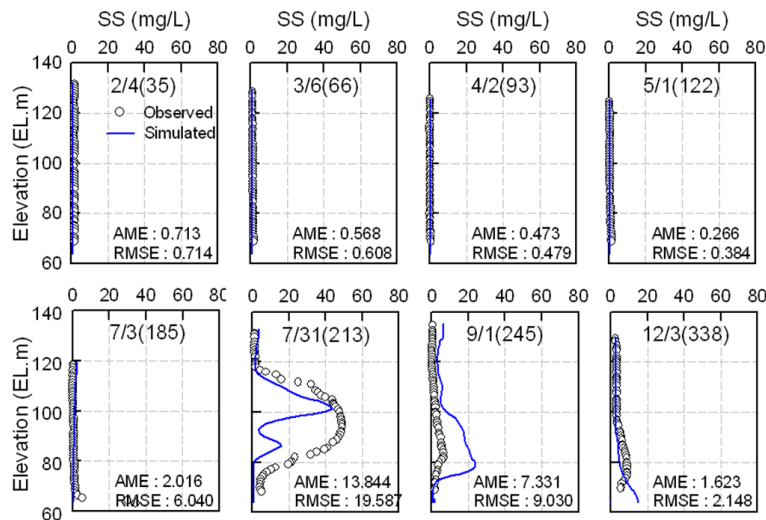 SS (mg/L) SS (mg/L) SS (mg/L) SS (mg/L)
0 20 40 60 80 0 20 40 60 80 0 20 40 60 80 0 20 40 60 80
140
120
100
80
60
Elevation (EL.m)
2/4(35)
Observed
Simulated
AME : 0.713
RMSE : 0.714
3/6(66)
AME : 0.568
RMSE : 0.608
4/2(93)
AME : 0.473
RMSE : 0.479
5/1(122)
AME : 0.266
RMSE : 0.384
0 20 40 60 80 0 20 40 60 80 0 20 40 60 80 0 20 40 60 80
140
120
100
80
60
Elevation (EL.m)
7/3(185)
AME : 2.016
RMSE : 6.040
7/31(213)
AME : 13.844
RMSE : 19.587
9/1(245)
AME : 7.331
RMSE : 9.030
12/3(338)
AME : 1.623
RMSE : 2.148